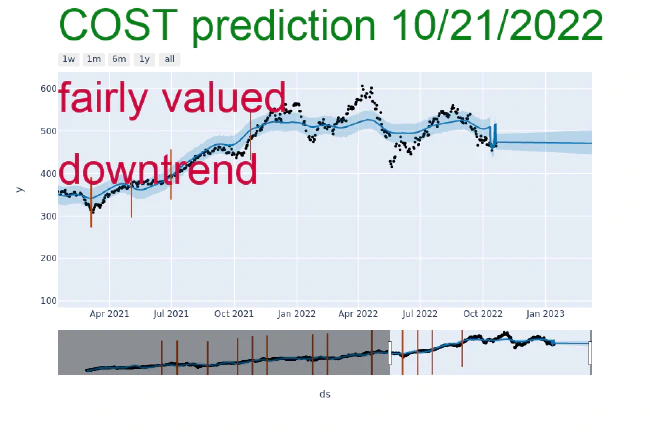 COST prediction 10/21/2022
1w 1m 6m 1y all
fairly valued
downtrend
600
500
400
300
200
100
y
Apr 2021 Jul 2021 Oct 2021 Jan 2022 Apr 2022 Jul 2022 Oct 2022 Jan 2023
ds